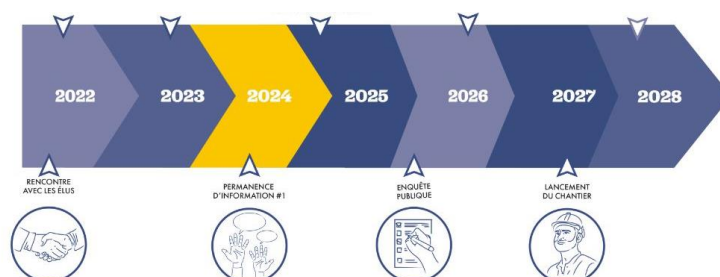 2022
2023
2024
2025
2026
2027
2028
RENCONTRE
AVEC LES ÉLUS
PERMANENCE
D'INFORMATION #1
ENQUÊTE
PUBLIQUE
LANCEMENT
DU CHANTIER